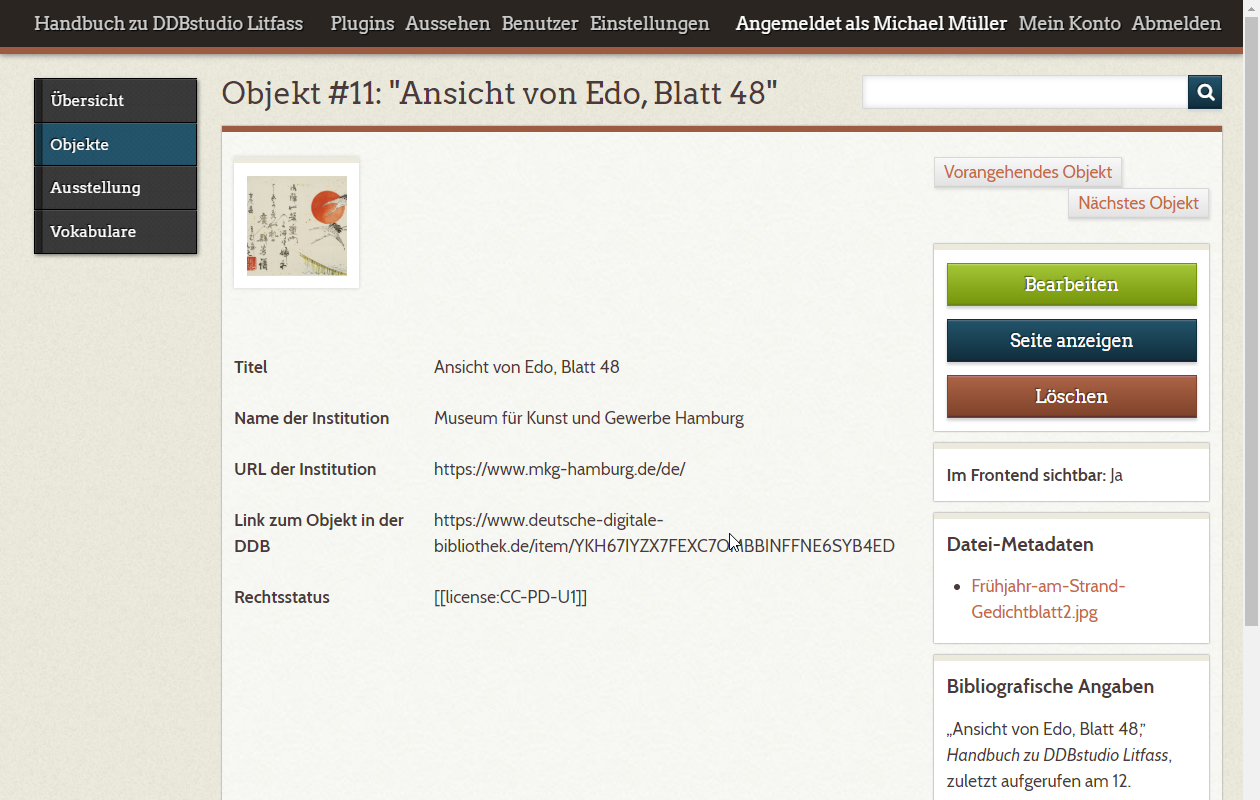 Handbuch zu DDBstudio Litfass Plugins Aussehen Benutzer Einstellungen Angemeldet als Michael Müller Mein Konto Abmelden
Übersicht
Objekte
Ausstellung
Vokabulare
Objekt #11: "Ansicht von Edo, Blatt 48"
Vorangehendes Objekt
Nächstes Objekt
Titel Ansicht von Edo, Blatt 48
Name der Institution Museum für Kunst und Gewerbe Hamburg
URL der Institution https://www.mkg-hamburg.de/de/
Link zum Objekt in der https://www.deutsche-digitale-
DDB bibliothek.de/item/YKH67IYZX7FEXC7OMBBINFFNE6SYB4ED
Rechtsstatus [[license:CC-PD-U1]]
Bearbeiten
Seite anzeigen
Löschen
Im Frontend sichtbar: Ja
Datei-Metadaten
Frühjahr-am-Strand-
Gedichtblatt2.jpg
Bibliografische Angaben
„Ansicht von Edo, Blatt 48,”
Handbuch zu DDBstudio Litfass,
zuletzt aufgerufen am 12.